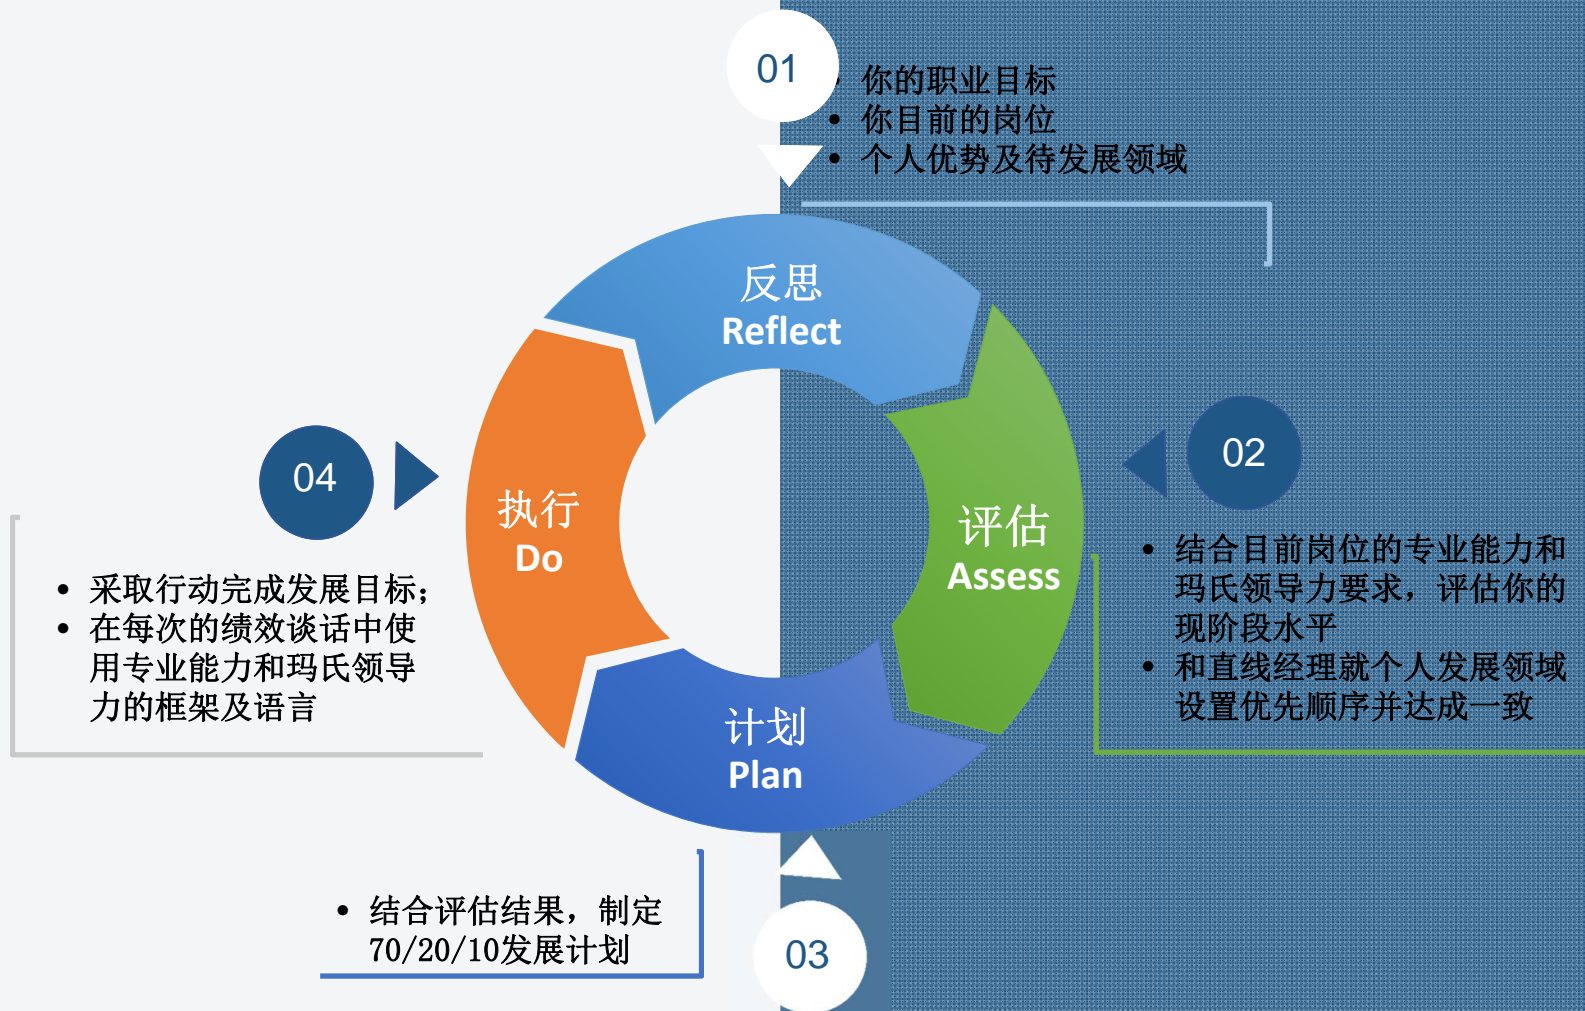 01
• 你的职业目标
• 你目前的岗位
• 个人优势及待发展领域
反思
Reflect
02
评估
Assess
• 结合目前岗位的专业能力和
玛氏领导力要求，评估你的
现阶段水平
• 和直线经理就个人发展领域
设置优先顺序并达成一致
计划
Plan
03
• 结合评估结果，制定
70/20/10发展计划
04
执行
Do
• 采取行动完成发展目标；
• 在每次的绩效谈话中使
用专业能力和玛氏领导
力的框架及语言